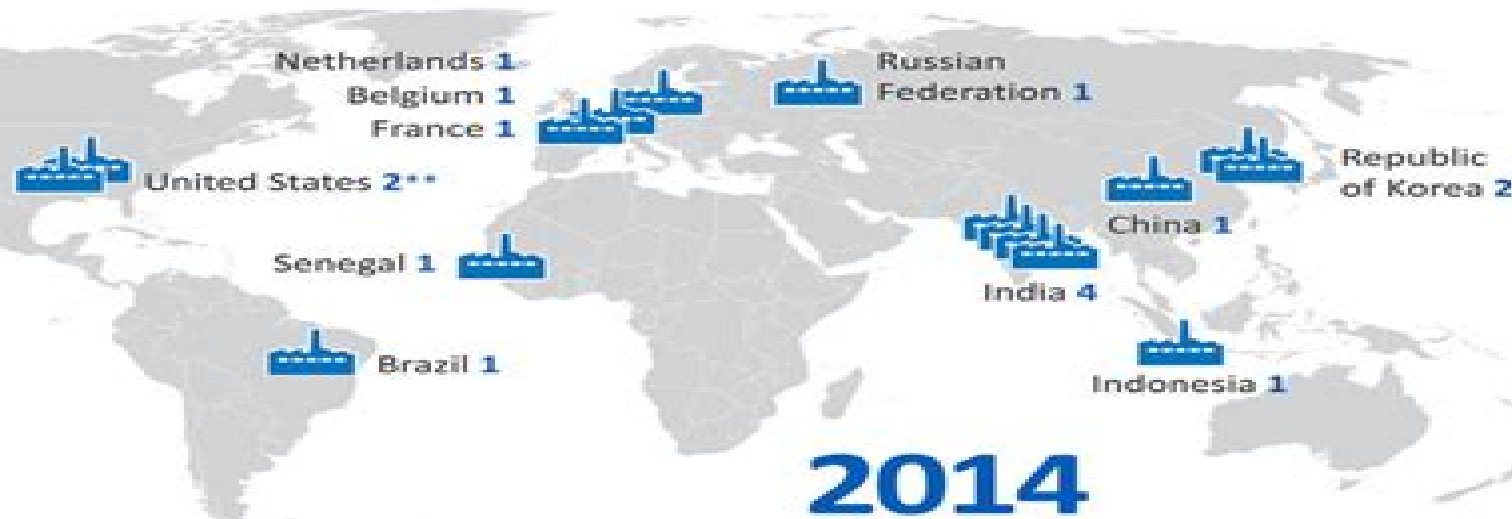 Netherlands 1
Belgium 1
France 1
Russian
Federation 1
United States 2**
Republic
of Korea 2
China 1
Senegal 1
India 4
Brazil 1
Indonesia 1
2014